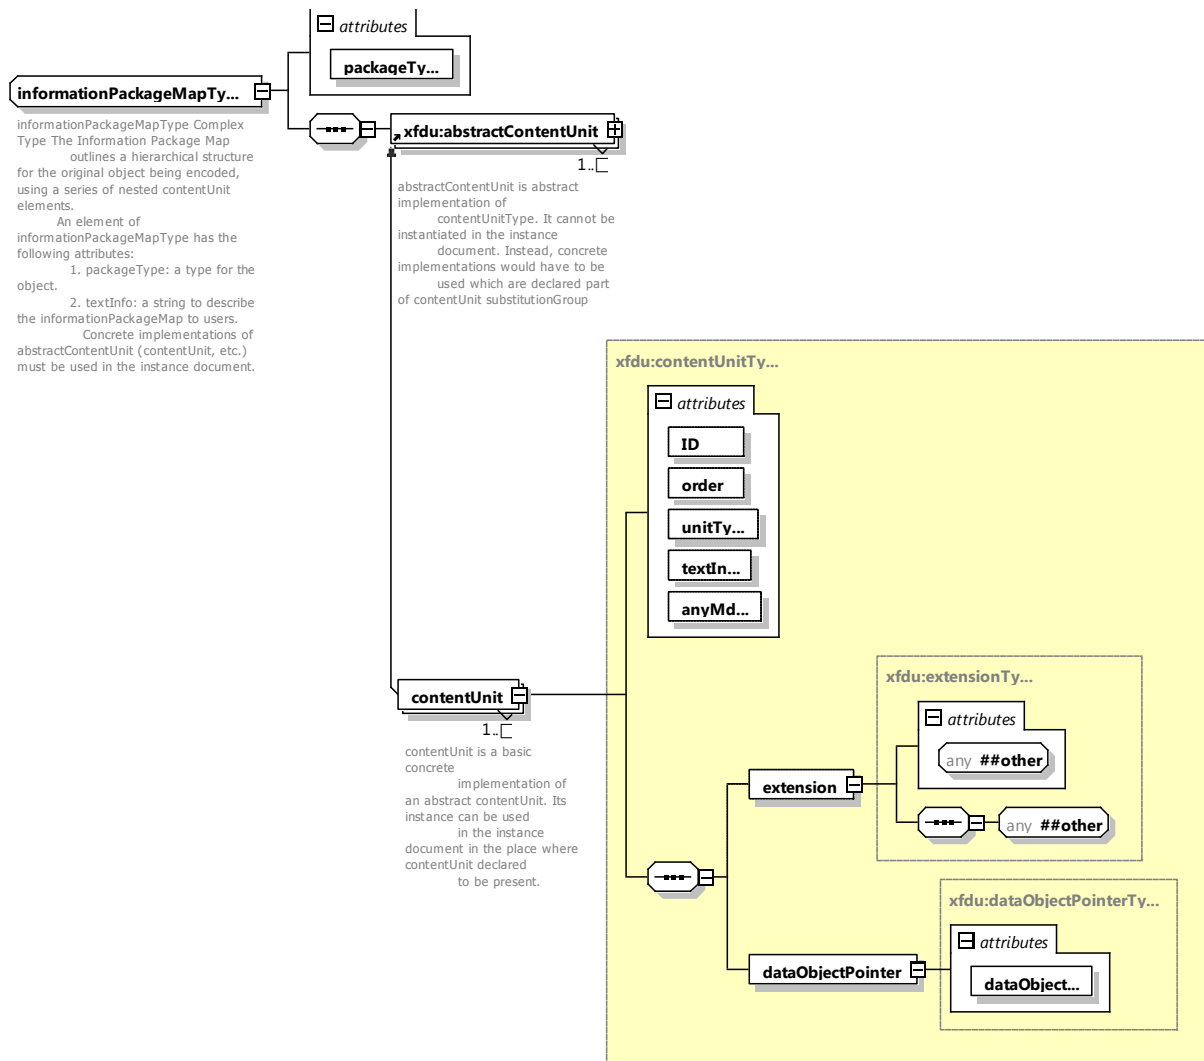 attributes
packageTy...
informationPackageMapTy...
informationPackageMapType Complex
Type The Information Package Map
outlines a hierarchical structure
for the original object being encoded,
using a series of nested contentUnit
elements.
An element of
informationPackageMapType has the
following attributes:
1. packageType: a type for the
object.
2. textInfo: a string to describe
the informationPackageMap to users.
Concrete implementations of
abstractContentUnit (contentUnit, etc.)
must be used in the instance document.
xfdu:abstractContentUnit
1..
abstractContentUnit is abstract
implementation of
contentUnitType. It cannot be
instantiated in the instance
document. Instead, concrete
implementations would have to be
used which are declared part
of contentUnit substitutionGroup
xfdu:contentUnitTy...
attributes
ID
order
unitTy...
textIn...
anyMd...
contentUnit
1..
contentUnit is a basic
concrete
implementation of
an abstract contentUnit. Its
instance can be used
in the instance
document in the place where
contentUnit declared
to be present.
xfdu:extensionTy...
attributes
any ##other
extension
any ##other
xfdu:dataObjectPointerTy...
attributes
dataObjectPointer
dataObject...